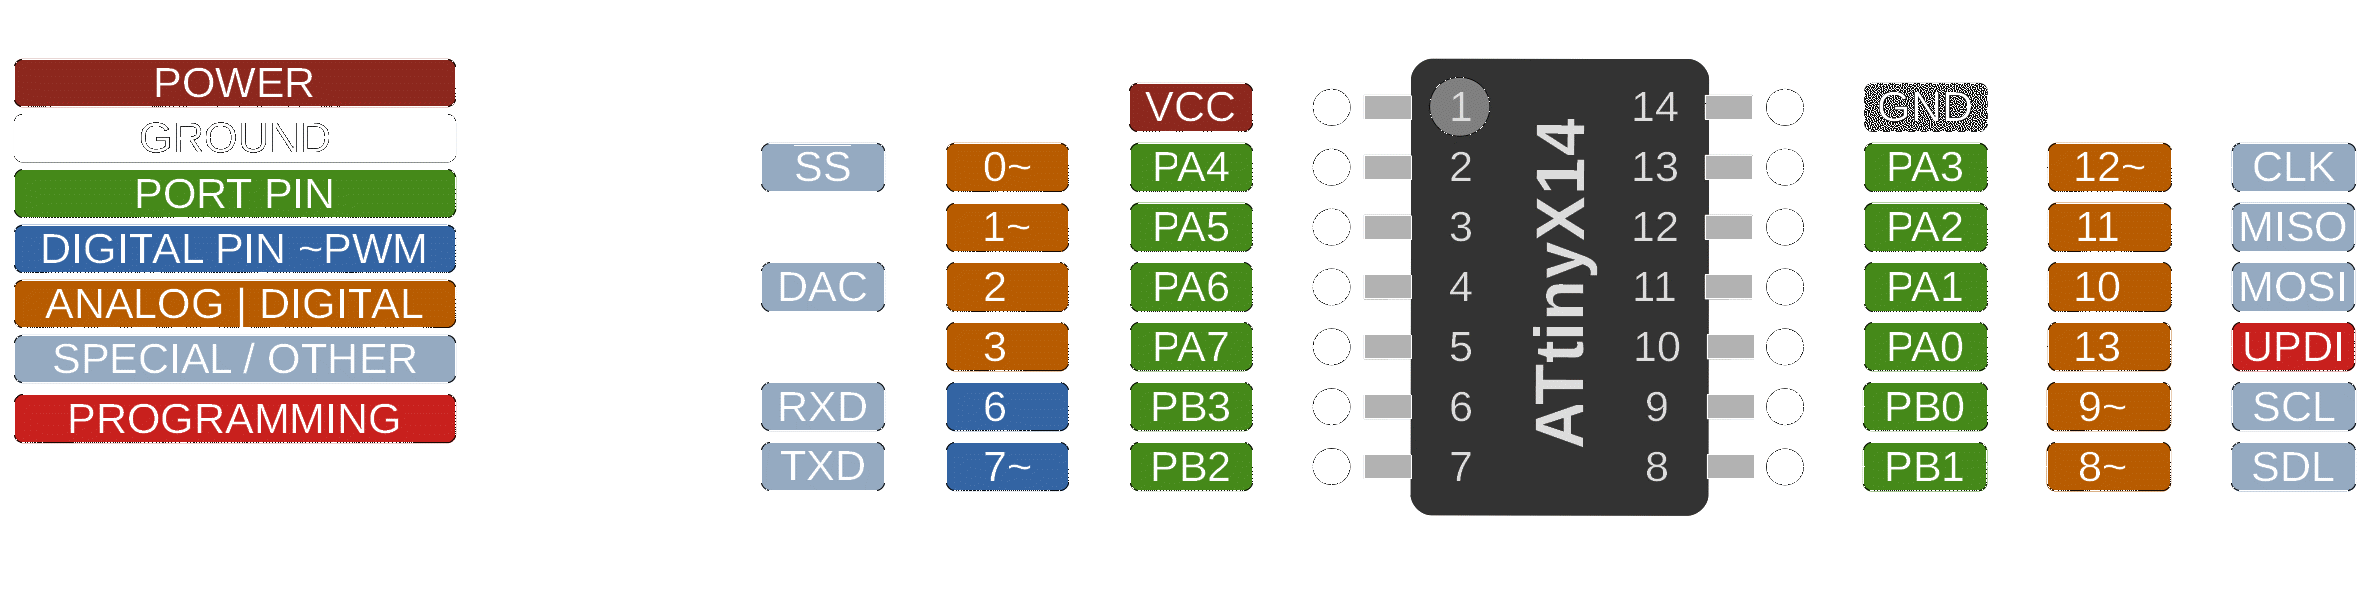 POWER
GROUND
PORT PIN
DIGITAL PIN ~PWM
ANALOG | DIGITAL
SPECIAL / OTHER
PROGRAMMING
VCC 1 14 GND
SS 0~ PA4 2 13 PA3 12~ CLK
1~ PA5 3 12 PA2 11 MISO
DAC 2 PA6 4 11 PA1 10 MOSI
3 PA7 5 10 PA0 13 UPDI
RXD 6 PB3 6 9 PB0 9~ SCL
TXD 7~ PB2 7 8 PB1 8~ SDL
ATtinyX14